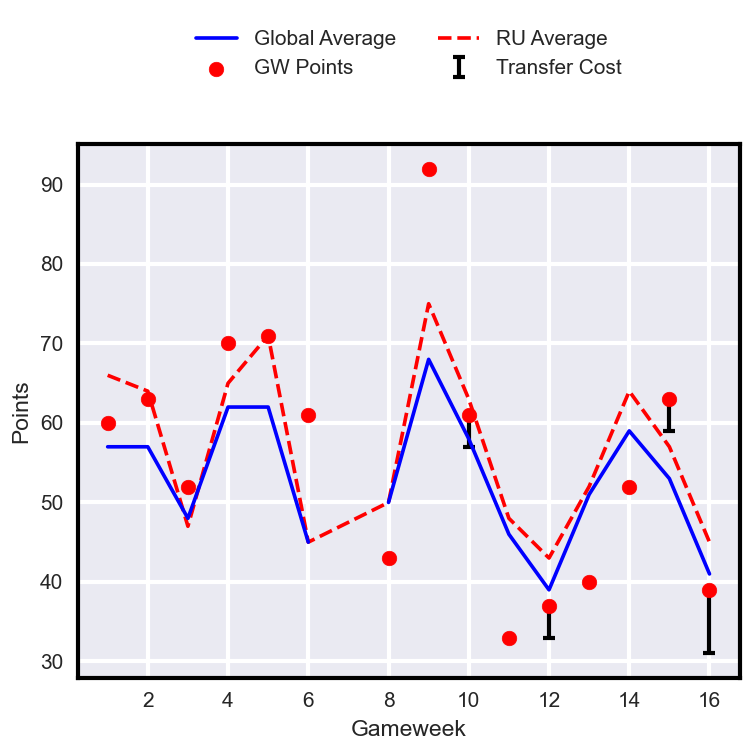 Global Average
RU Average
GW Points
Transfer Cost
90
80
70
60
50
40
30
Points
2 4 6 8 10 12 14 16
Gameweek